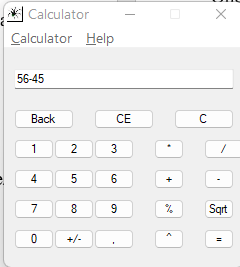 Calculator
Calculator Help
56-45
Back CE C
1 2 3 * /
4 5 6 + -
7 8 9 % Sqrt
0 +/- , ^ =